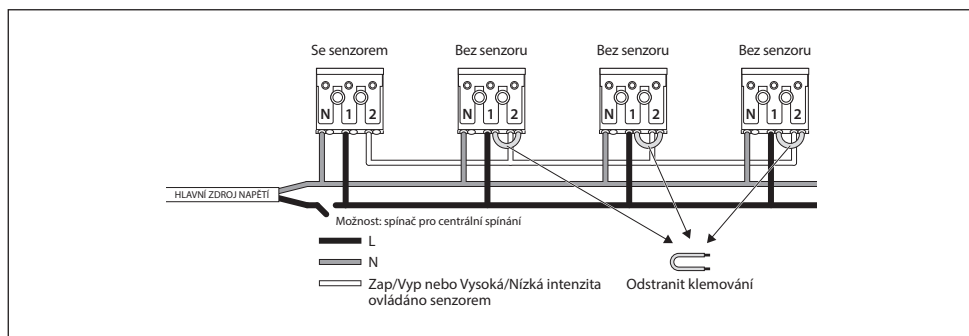 Se senzorem Bez senzoru Bez senzoru Bez senzoru
N 1 2 N 1 2 N 1 2 N 1 2
HLAVNÍ ZDROJ NAPĚTÍ
Možnost: spínač pro centrální spínání
L
N
Zap/Vyp nebo Vysoká/Nízká intenzita
ovládáno senzorem
Odstranit klemování